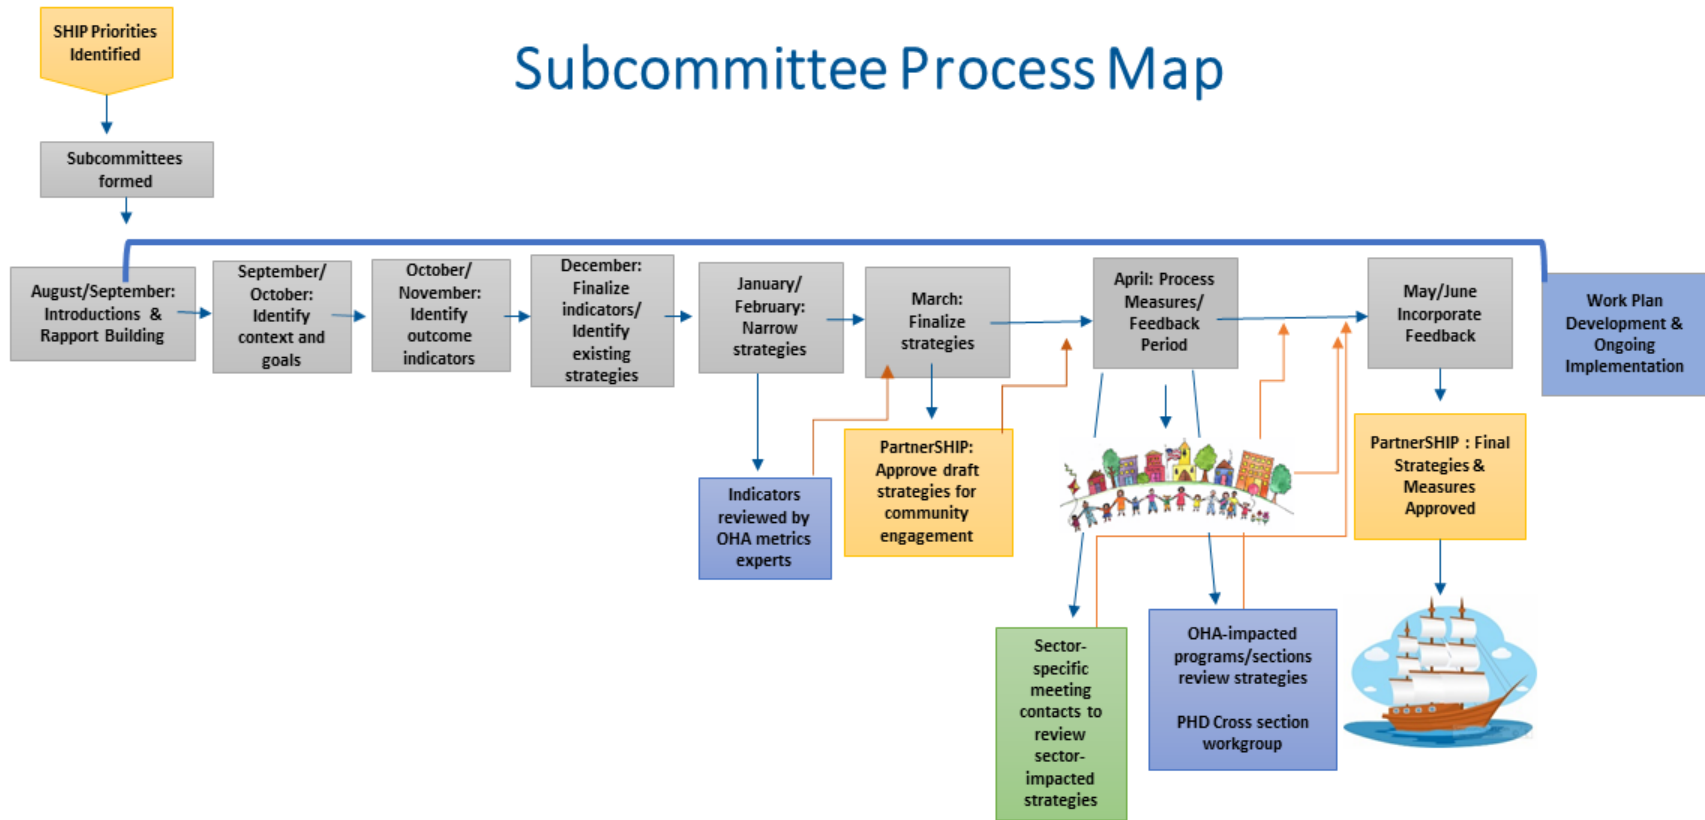 SHIP Priorities
Identified
Subcommittee Process Map
Subcommittees
formed
August/September:
Introductions &
Rapport Building
September/
October:
Identify
context and
goals
October/
November:
Identify
outcome
indicators
December:
Finalize
indicators/
Identify
existing
strategies
January/
February:
Narrow
strategies
March:
Finalize
strategies
April: Process
Measures/
Feedback
Period
May/June
Incorporate
Feedback
Work Plan
Development &
Ongoing
Implementation
Indicators
reviewed by
OHA metrics
experts
PartnerSHIP:
Approve draft
strategies for
community
engagement
PartnerSHIP : Final
Strategies &
Measures
Approved
Sector-
specific
meeting
contacts to
review
sector-
impacted
strategies
OHA-impacted
programs/sections
review strategies
PHD Cross section
workgroup